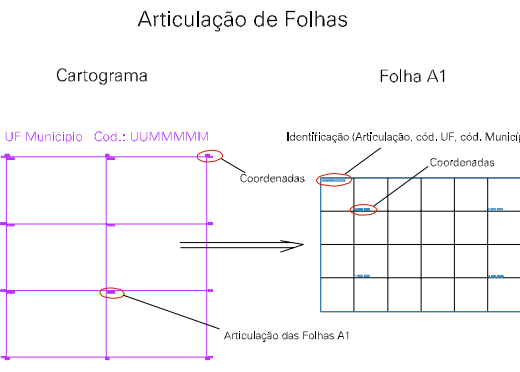 Articulação de Folhas
Cartograma
Folha A1
UF Municipio Cod.: UUMMMMM
Identificação (Articulação, cód. UF, cód. Municíp
Coordenadas
Coordenadas
Articulação das Folhas A1